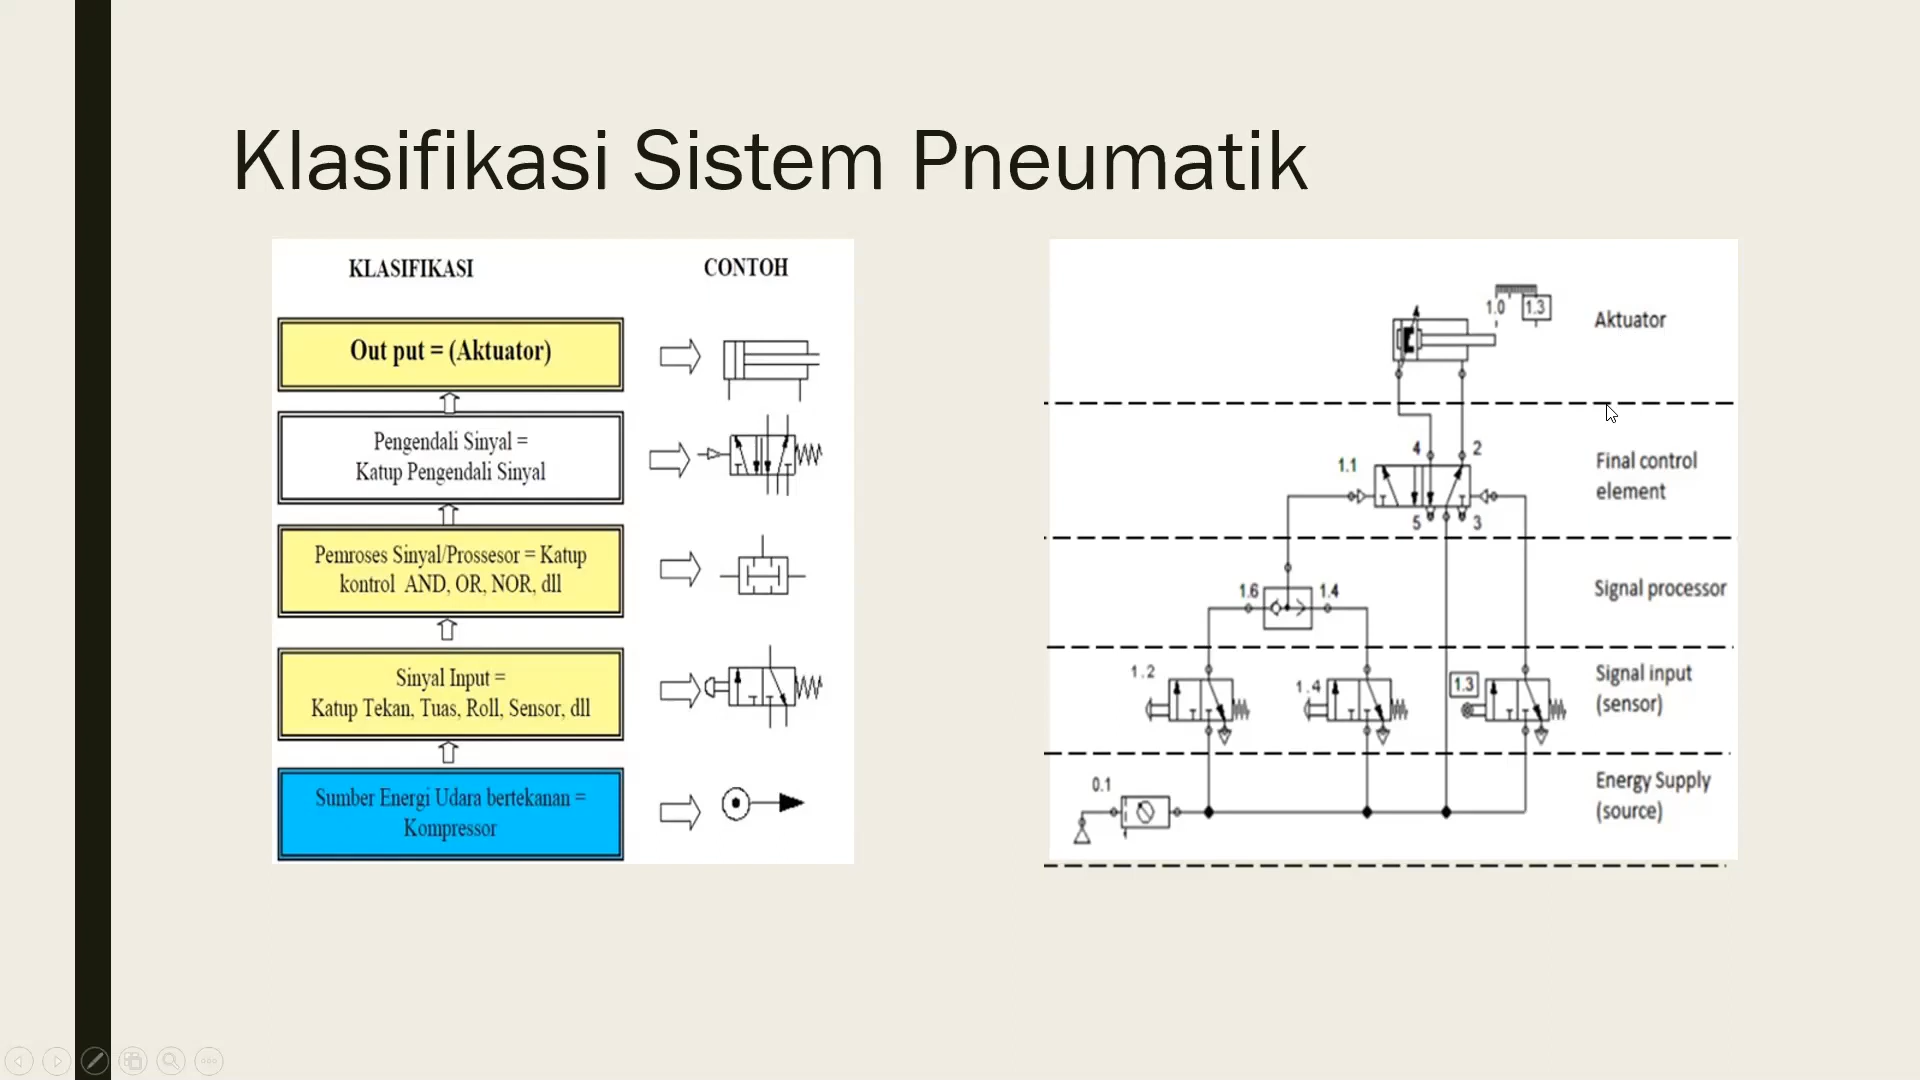 Klasifikasi Sistem Pneumatik
KLASIFIKASI
CONTOH
Out put = (Aktuator)
Pengendali Sinyal =
Katup Pengendali Sinyal
Pemroses Sinyal/Prossesor = Katup
kontrol AND, OR, NOR, dll
Sinyal Input =
Katup Tekan, Tuas, Roll, Sensor, dll
Sumber Energi Udara bertekanan =
Kompressor
1.0
1.3
Aktuator
4
2
1.1
5
3
Final control
element
1.6
1.4
Signal processor
1.2
1.4
1.3
Signal input
(sensor)
0.1
Energy Supply
(source)